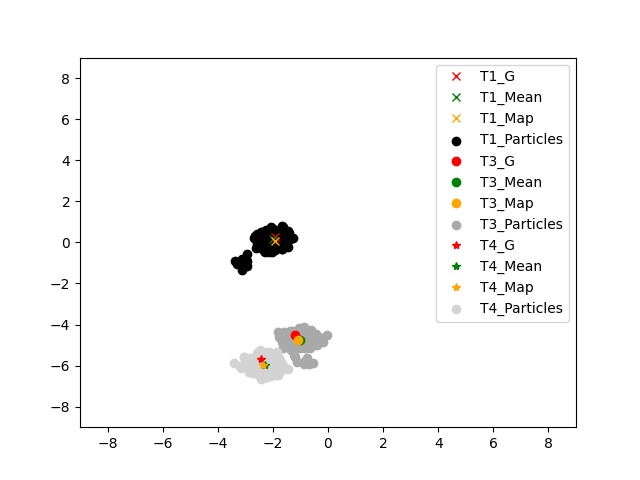 8
6
4
2
0
−2
−4
−6
−8
−8 −6 −4 −2 0 2 4 6 8
T1_G
T1_Mean
T1_Map
T1_Particles
T3_G
T3_Mean
T3_Map
T3_Particles
T4_G
T4_Mean
T4_Map
T4_Particles